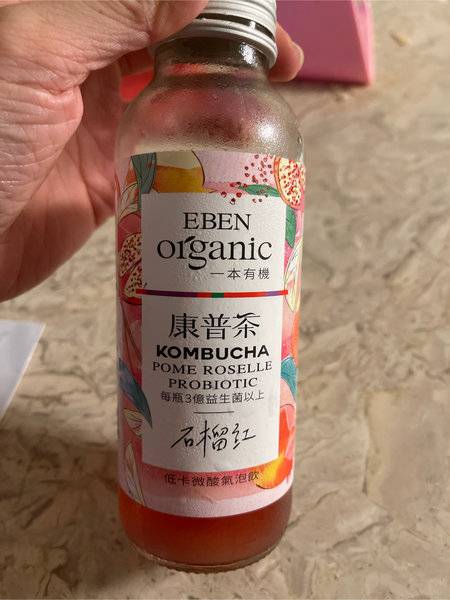 EBEN
organic
一本有機
康普茶
KOMBUCHA
POME ROSELLE
PROBIOTIC
每瓶3億益生菌以上
石榴紅
低卡微酸氣泡飲